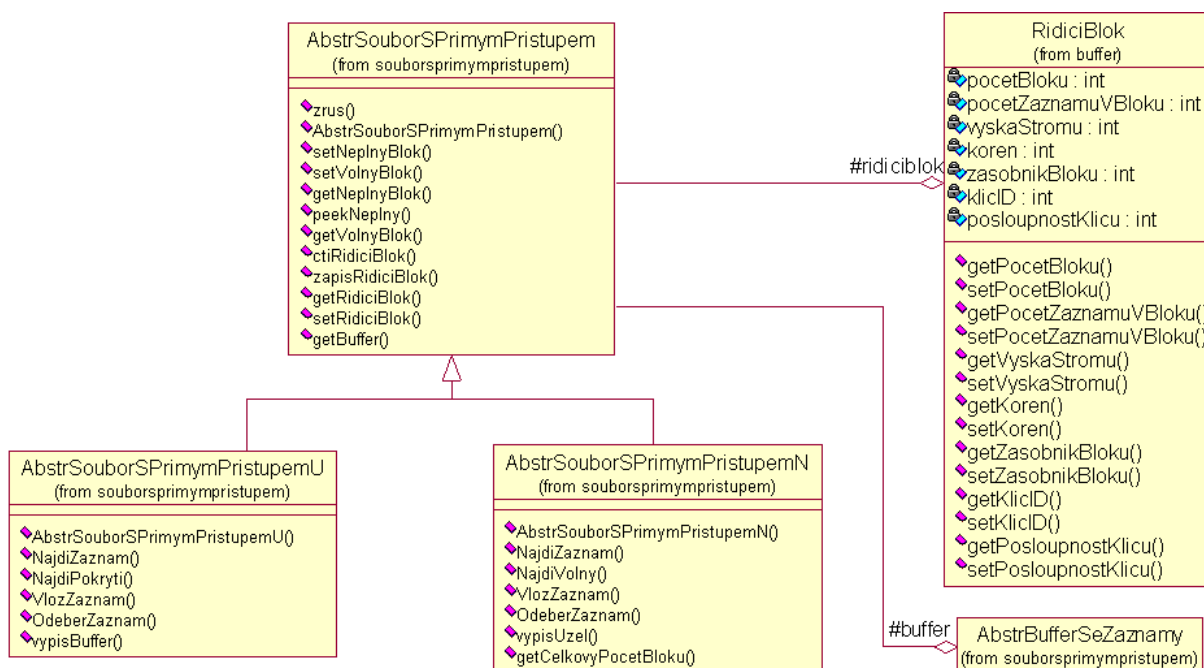 AbstrSouborSPrimymPristupem
(from souborsprimympristupem)
zrus()
AbstrSouborSPrimymPristupem()
setNeplnyBlok()
setVolnyBlok()
getNeplnyBlok()
peekNeplny()
getVolnyBlok()
ctiRidiciBlok()
zapisRidiciBlok()
getRidiciBlok()
setRidiciBlok()
getBuffer()
#ridiciblok
RidiciBlok
(from buffer)
pocetBloku : int
pocetZaznamuVBloku : int
vyskaStromu : int
koren : int
zasobnikBloku : int
klicID : int
posloupnostKlicu : int
getPocetBloku()
setPocetBloku()
getPocetZaznamuVBloku()
setPocetZaznamuVBloku()
getVyskaStromu()
setVyskaStromu()
getKoren()
setKoren()
getZasobnikBloku()
setZasobnikBloku()
getKlicID()
setKlicID()
getPosloupnostKlicu()
setPosloupnostKlicu()
AbstrSouborSPrimymPristupemU
(from souborsprimympristupem)
AbstrSouborSPrimymPristupemU()
NajdiZaznam()
NajdiPokryti()
VlozZaznam()
OdeberZaznam()
vypisBuffer()
AbstrSouborSPrimymPristupemN
(from souborsprimympristupem)
AbstrSouborSPrimymPristupemN()
NajdiZaznam()
NajdiVolny()
VlozZaznam()
OdeberZaznam()
vypisUzel()
getCelkovyPocetBloku()
#buffer
AbstrBufferSeZaznamy
(from souborsprimympristupem)